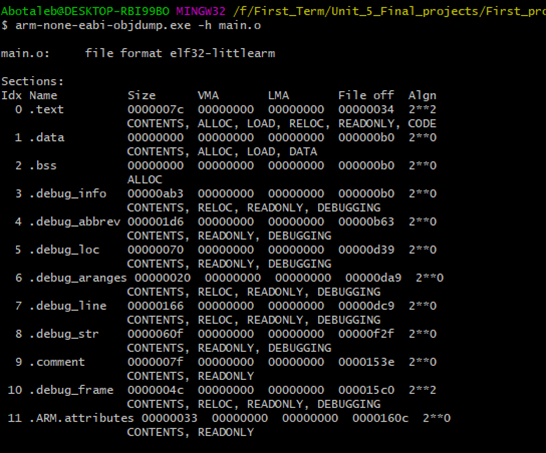 Abotaleb@DESKTOP-RBI99BO MINGW32 /f/First_Term/Unit_5_Final_projects/First_pro
$ arm-none-eabi-objdump.exe -h main.o
main.o:     file format elf32-littlearm
Sections:
Idx Name          Size      VMA       LMA       File off  Algn
  0 .text         0000007c  00000000  00000000  00000034  2**2
                  CONTENTS, ALLOC, LOAD, RELOC, READONLY, CODE
  1 .data         00000000  00000000  00000000  000000b0  2**0
                  CONTENTS, ALLOC, LOAD, DATA
  2 .bss          00000000  00000000  00000000  000000b0  2**0
                  ALLOC
  3 .debug_info   00000ab3  00000000  00000000  000000b0  2**0
                  CONTENTS, RELOC, READONLY, DEBUGGING
  4 .debug_abbrev 000001d6  00000000  00000000  00000b63  2**0
                  CONTENTS, READONLY, DEBUGGING
  5 .debug_loc    00000070  00000000  00000000  00000d39  2**0
                  CONTENTS, READONLY, DEBUGGING
  6 .debug_aranges 00000020  00000000  00000000  00000da9  2**0
                  CONTENTS, RELOC, READONLY, DEBUGGING
  7 .debug_line   00000166  00000000  00000000  00000dc9  2**0
                  CONTENTS, RELOC, READONLY, DEBUGGING
  8 .debug_str    0000060f  00000000  00000000  00000f2f  2**0
                  CONTENTS, READONLY, DEBUGGING
  9 .comment      0000007f  00000000  00000000  0000153e  2**0
                  CONTENTS, READONLY
 10 .debug_frame  0000004c  00000000  00000000  000015c0  2**2
                  CONTENTS, RELOC, READONLY, DEBUGGING
 11 .ARM.attributes 00000033  00000000  00000000  0000160c  2**0
                  CONTENTS, READONLY